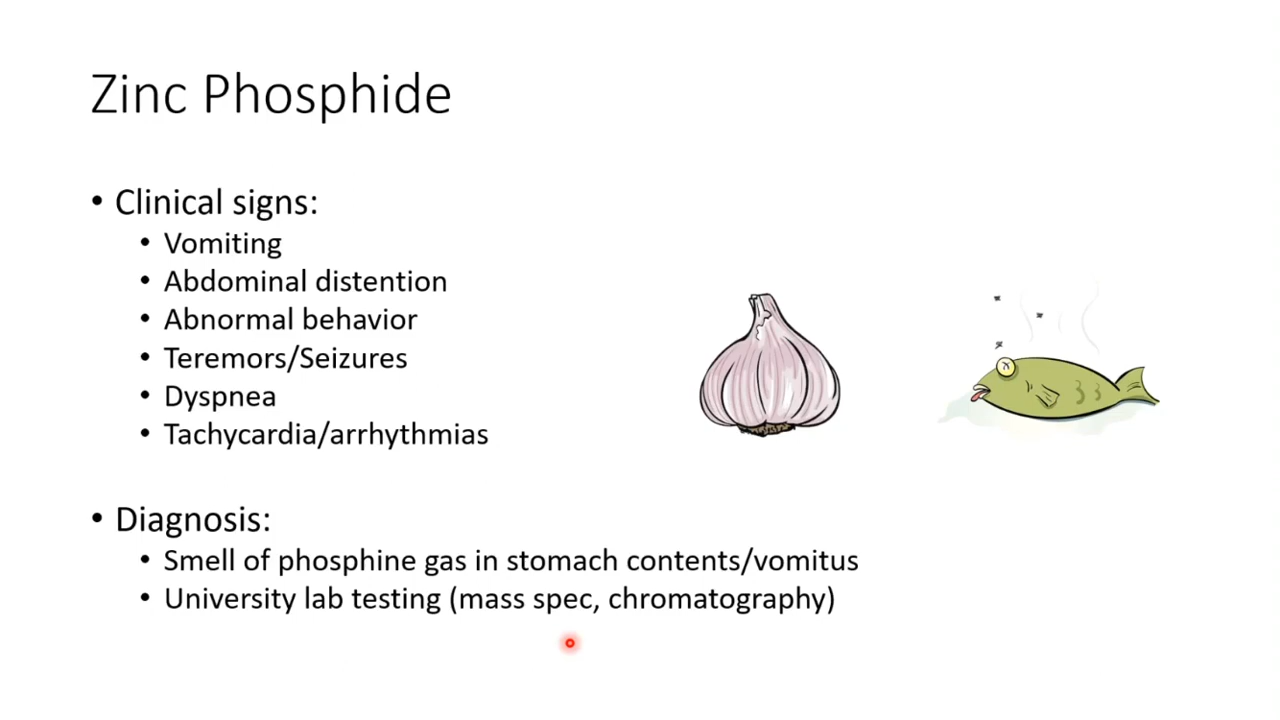 Zinc Phosphide
• Clinical signs:
• Vomiting
• Abdominal distention
• Abnormal behavior
• Teremors/Seizures
• Dyspnea
• Tachycardia/arrhythmias
• Diagnosis:
• Smell of phosphine gas in stomach contents/vomitus
• University lab testing (mass spec, chromatography)